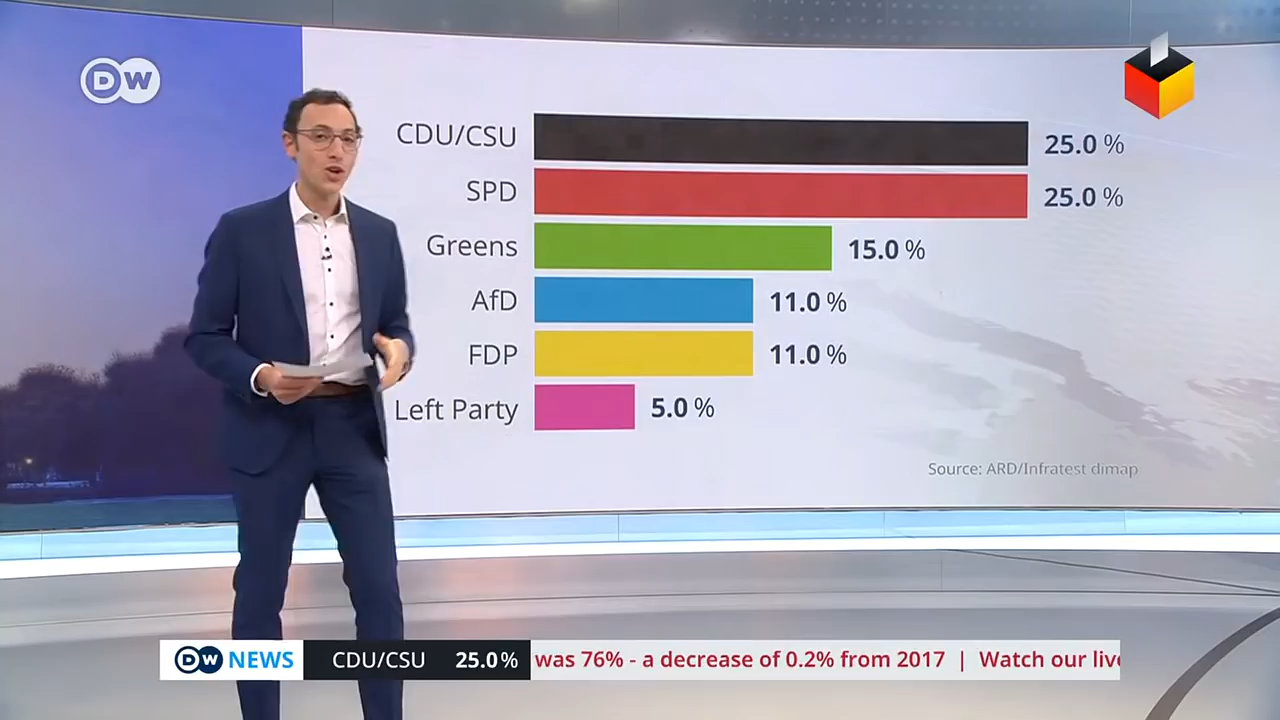 DW
CDU/CSU 25.0 %
SPD 25.0 %
Greens 15.0 %
AfD 11.0 %
FDP 11.0 %
Left Party 5.0 %
Source: ARD/Infratest dimap
DW NEWS CDU/CSU 25.0 % was 76% - a decrease of 0.2% from 2017 | Watch our live